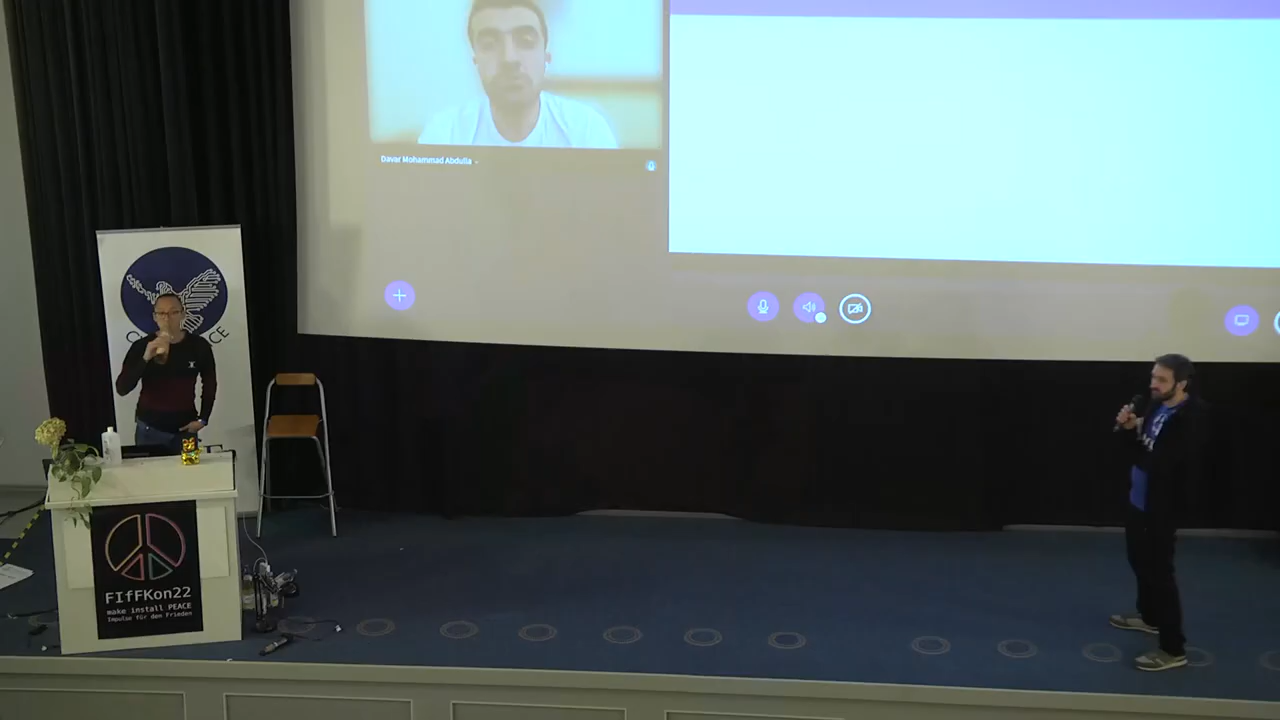 Davar Mohammad Abdulla
FIfFKon22
make install PEACE
Impulse für den Frieden